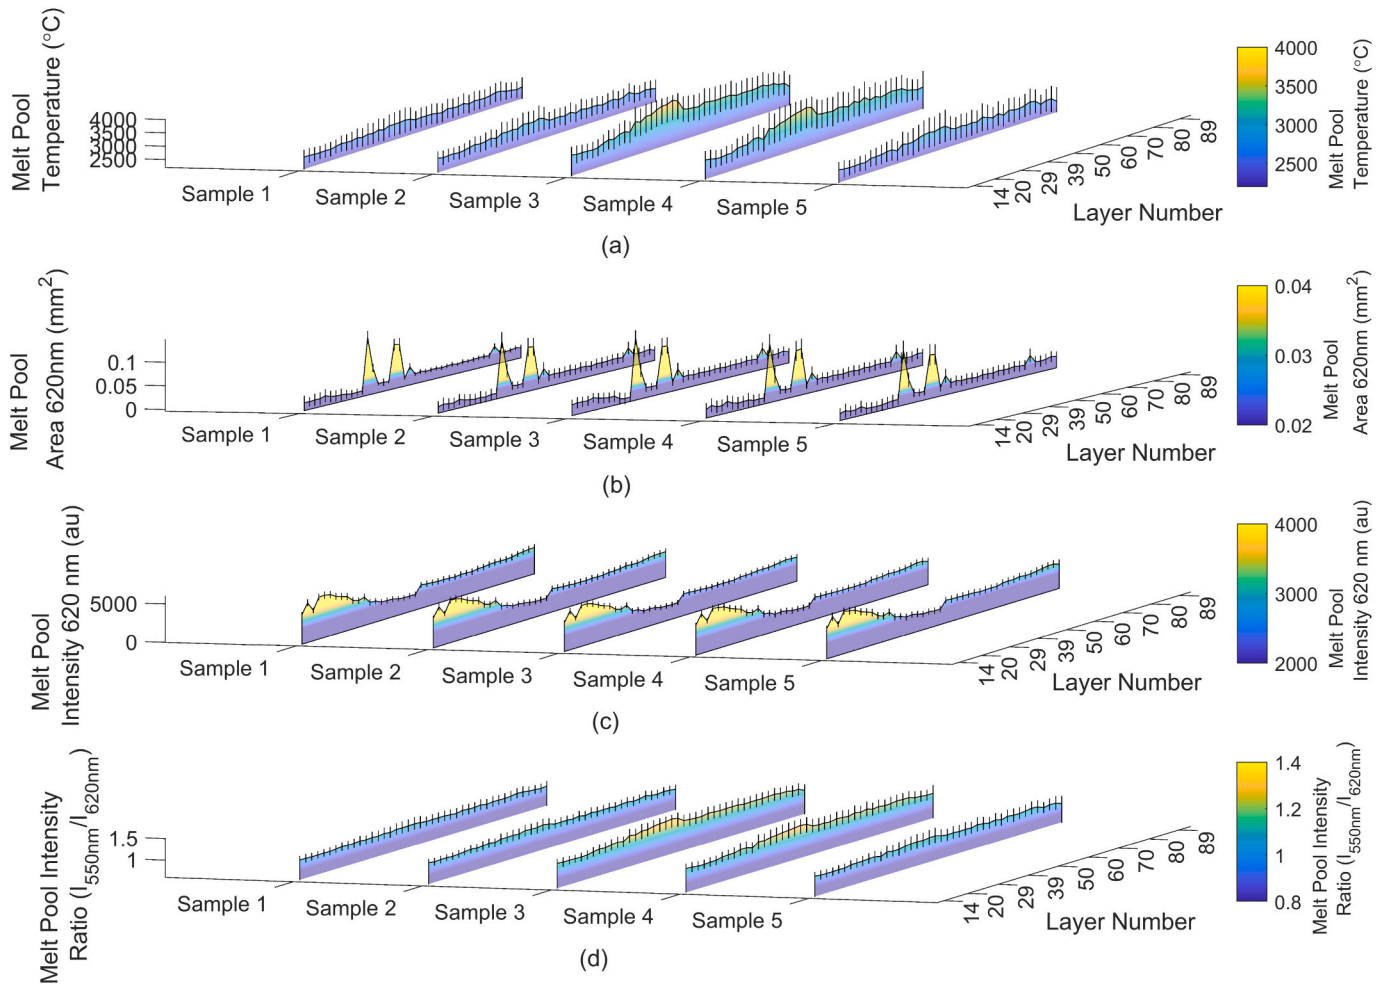 Melt Pool
Temperature (°C)
4000
3500
3000
2500
Sample 1
Sample 2
Sample 3
Sample 4
Sample 5
14
20
29
39
50
60
70
80
89
Layer Number
4000
3500
3000
2500
Melt Pool
Temperature (°C)
(a)
Melt Pool
Area 620nm (mm²)
0.1
0.05
0
Sample 1
Sample 2
Sample 3
Sample 4
Sample 5
14
20
29
39
50
60
70
80
89
Layer Number
0.04
0.03
0.02
Melt Pool
Area 620nm (mm²)
(b)
Melt Pool
Intensity 620 nm (au)
5000
0
Sample 1
Sample 2
Sample 3
Sample 4
Sample 5
14
20
29
39
50
60
70
80
89
Layer Number
4000
3000
2000
Melt Pool
Intensity 620 nm (au)
(c)
Melt Pool Intensity
Ratio (I550nm/I620nm)
1.5
1
Sample 1
Sample 2
Sample 3
Sample 4
Sample 5
14
20
29
39
50
60
70
80
89
Layer Number
1.4
1.2
1
0.8
Melt Pool Intensity
Ratio (I550nm/I620nm)
(d)